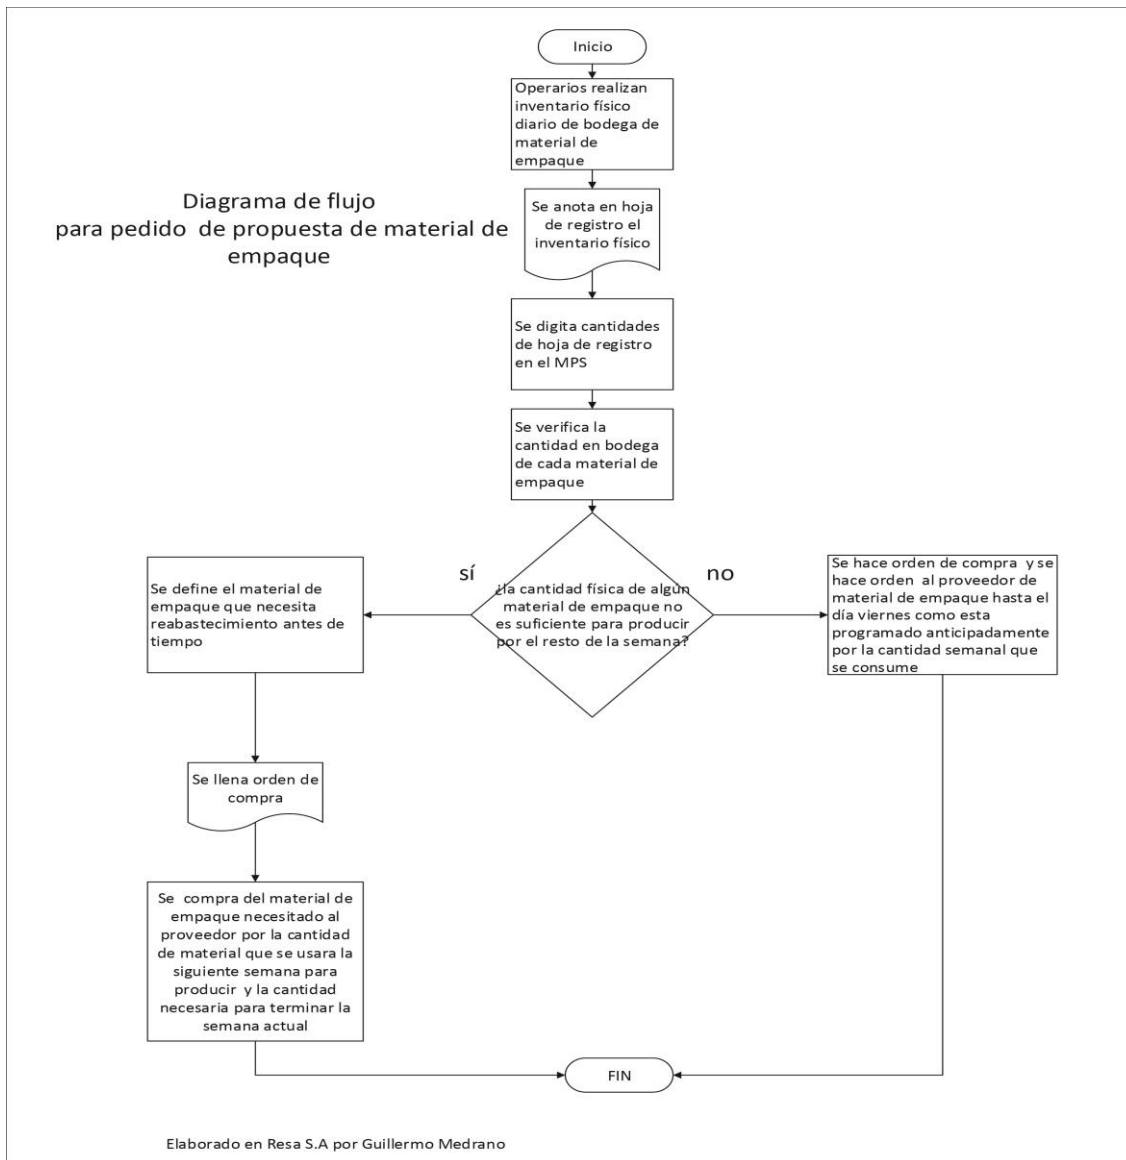 Inicio
Operarios realizan
inventario físico
diario de bodega de
material de
empaque
Diagrama de flujo
para pedido  de propuesta de material de
empaque
Se anota en hoja
de registro el
inventario físico
Se digita cantidades
de hoja de registro
en el MPS
Se verifica la
cantidad en bodega
de cada material de
empaque
sí
no
¿la cantidad física de algún
material de empaque no
es suficiente para producir
por el resto de la semana?
Se define el material de
empaque que necesita
reabastecimiento antes de
tiempo
Se hace orden de compra  y se
hace orden  al proveedor de
material de empaque hasta el
día viernes como esta
programado anticipadamente
por la cantidad semanal que
se consume
Se llena orden de
compra
Se  compra del material de
empaque necesitado al
proveedor por la cantidad
de material que se usara la
siguiente semana para
producir  y la cantidad
necesaria para terminar la
semana actual
FIN
Elaborado en Resa S.A por Guillermo Medrano